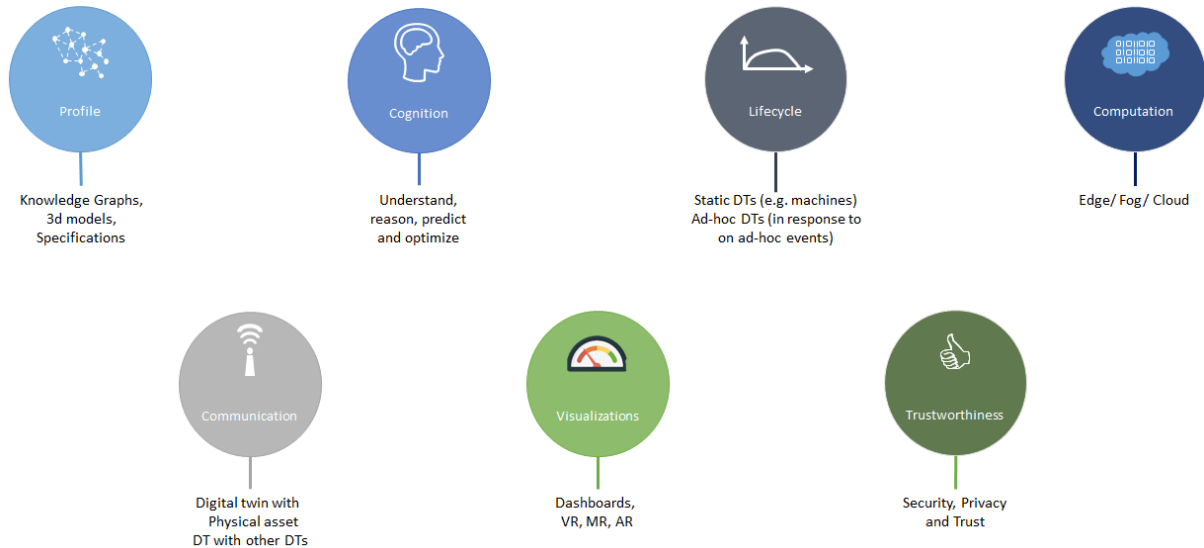 Profile
Cognition
Lifecycle
Computation
Knowledge Graphs,
3d models,
Specifications
Understand,
reason, predict
and optimize
Static DTs (e.g. machines)
Ad-hoc DTs (in response to
on ad-hoc events)
Edge/ Fog/ Cloud
Communication
Visualizations
Trustworthiness
Digital twin with
Physical asset
DT with other DTs
Dashboards,
VR, MR, AR
Security, Privacy
and Trust